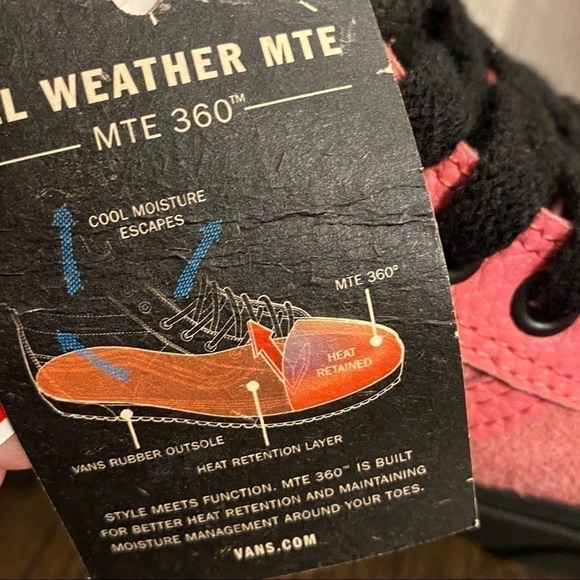 WEATHER MTE
MTE 360™
COOL MOISTURE
ESCAPES
MTE 360°
HEAT
RETAINED
VANS RUBBER OUTSOLE
HEAT RETENTION LAYER
STYLE MEETS FUNCTION. MTE 360™ IS BUILT
FOR BETTER HEAT RETENTION AND MAINTAINING
MOISTURE MANAGEMENT AROUND YOUR TOES.
VANS.COM